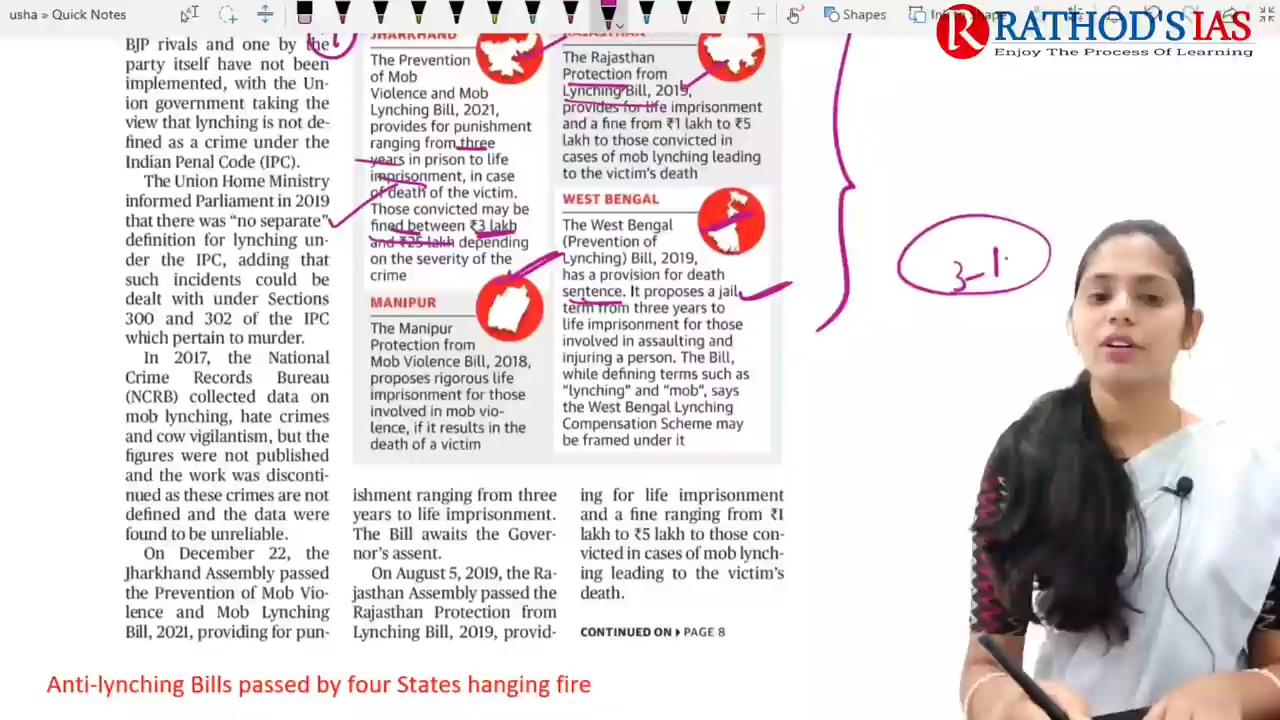 usha » Quick Notes
Shapes
RATHOD'S IAS
Enjoy The Process Of Learning
BJP rivals and one by the
party itself have not been
implemented, with the Un-
ion government taking the
view that lynching is not de-
fined as a crime under the
Indian Penal Code (IPC).
The Union Home Ministry
informed Parliament in 2019
that there was “no separate”
definition for lynching un-
der the IPC, adding that
such incidents could be
dealt with under Sections
300 and 302 of the IPC
which pertain to murder.
In 2017, the National
Crime Records Bureau
(NCRB) collected data on
mob lynching, hate crimes
and cow vigilantism, but the
figures were not published
and the work was discontin-
nued as these crimes are not
defined and the data were
found to be unreliable.
On December 22, the
Jharkhand Assembly passed
the Prevention of Mob Vio-
lence and Mob Lynching
Bill, 2021, providing for pun-
JHARKHAND
The Prevention
of Mob
Violence and Mob
Lynching Bill, 2021,
provides for punishment
ranging from three
years in prison to life
imprisonment, in case
of death of the victim.
Those convicted may be
fined between ₹3 lakh
and ₹25 lakh depending
on the severity of the
crime
MANIPUR
The Manipur
Protection from
Mob Violence Bill, 2018,
proposes rigorous life
imprisonment for those
involved in mob vio-
lence, if it results in the
death of a victim
RAJASTHAN
The Rajasthan
Protection from
Lynching Bill, 2019,
provides for life imprisonment
and a fine from ₹1 lakh to ₹5
lakh to those convicted in
cases of mob lynching leading
to the victim’s death
WEST BENGAL
The West Bengal
(Prevention of
Lynching) Bill, 2019,
has a provision for death
sentence. It proposes a jail
term from three years to
life imprisonment for those
involved in assaulting and
injuring a person. The Bill,
while defining terms such as
“lynching” and “mob”, says
the West Bengal Lynching
Compensation Scheme may
be framed under it
ishment ranging from three
years to life imprisonment.
The Bill awaits the Gover-
nor’s assent.
On August 5, 2019, the Ra-
jasthan Assembly passed the
Rajasthan Protection from
Lynching Bill, 2019, provid-
ing for life imprisonment
and a fine ranging from ₹1
lakh to ₹5 lakh to those con-
victed in cases of mob lynch-
ing leading to the victim’s
death.
CONTINUED ON PAGE 8
Anti-lynching Bills passed by four States hanging fire